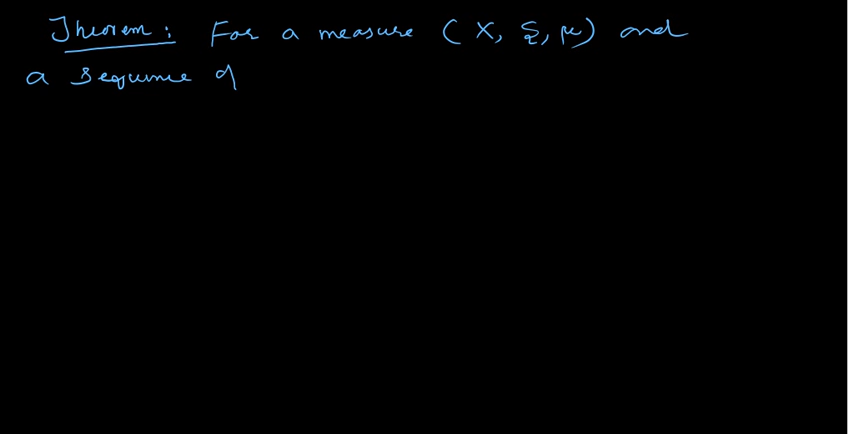 Theorem: For a measure (X, Σ, μ) and
a sequence of